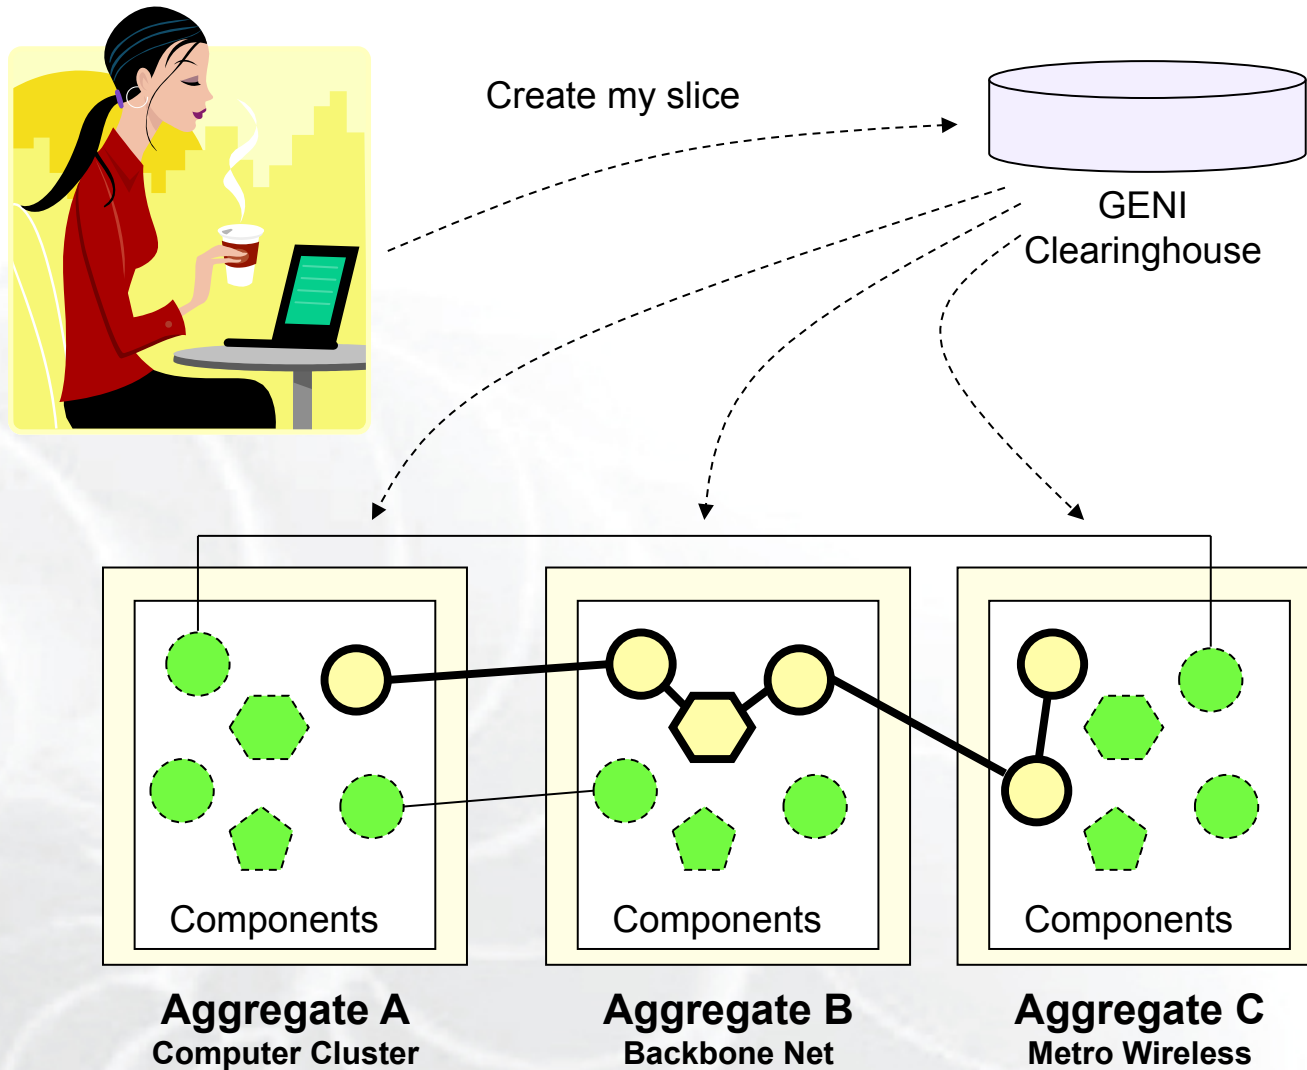 Create my slice
GENI
Clearinghouse
Components
Components
Components
Aggregate A
Computer Cluster
Aggregate B
Backbone Net
Aggregate C
Metro Wireless